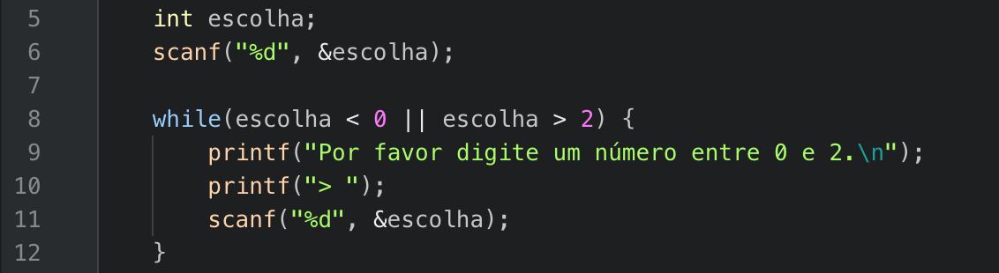 5 int escolha;
6 scanf("%d", &escolha);
7
8 while(escolha < 0 || escolha > 2) {
9 printf("Por favor digite um número entre 0 e 2.\n");
10 printf("> ");
11 scanf("%d", &escolha);
12 }